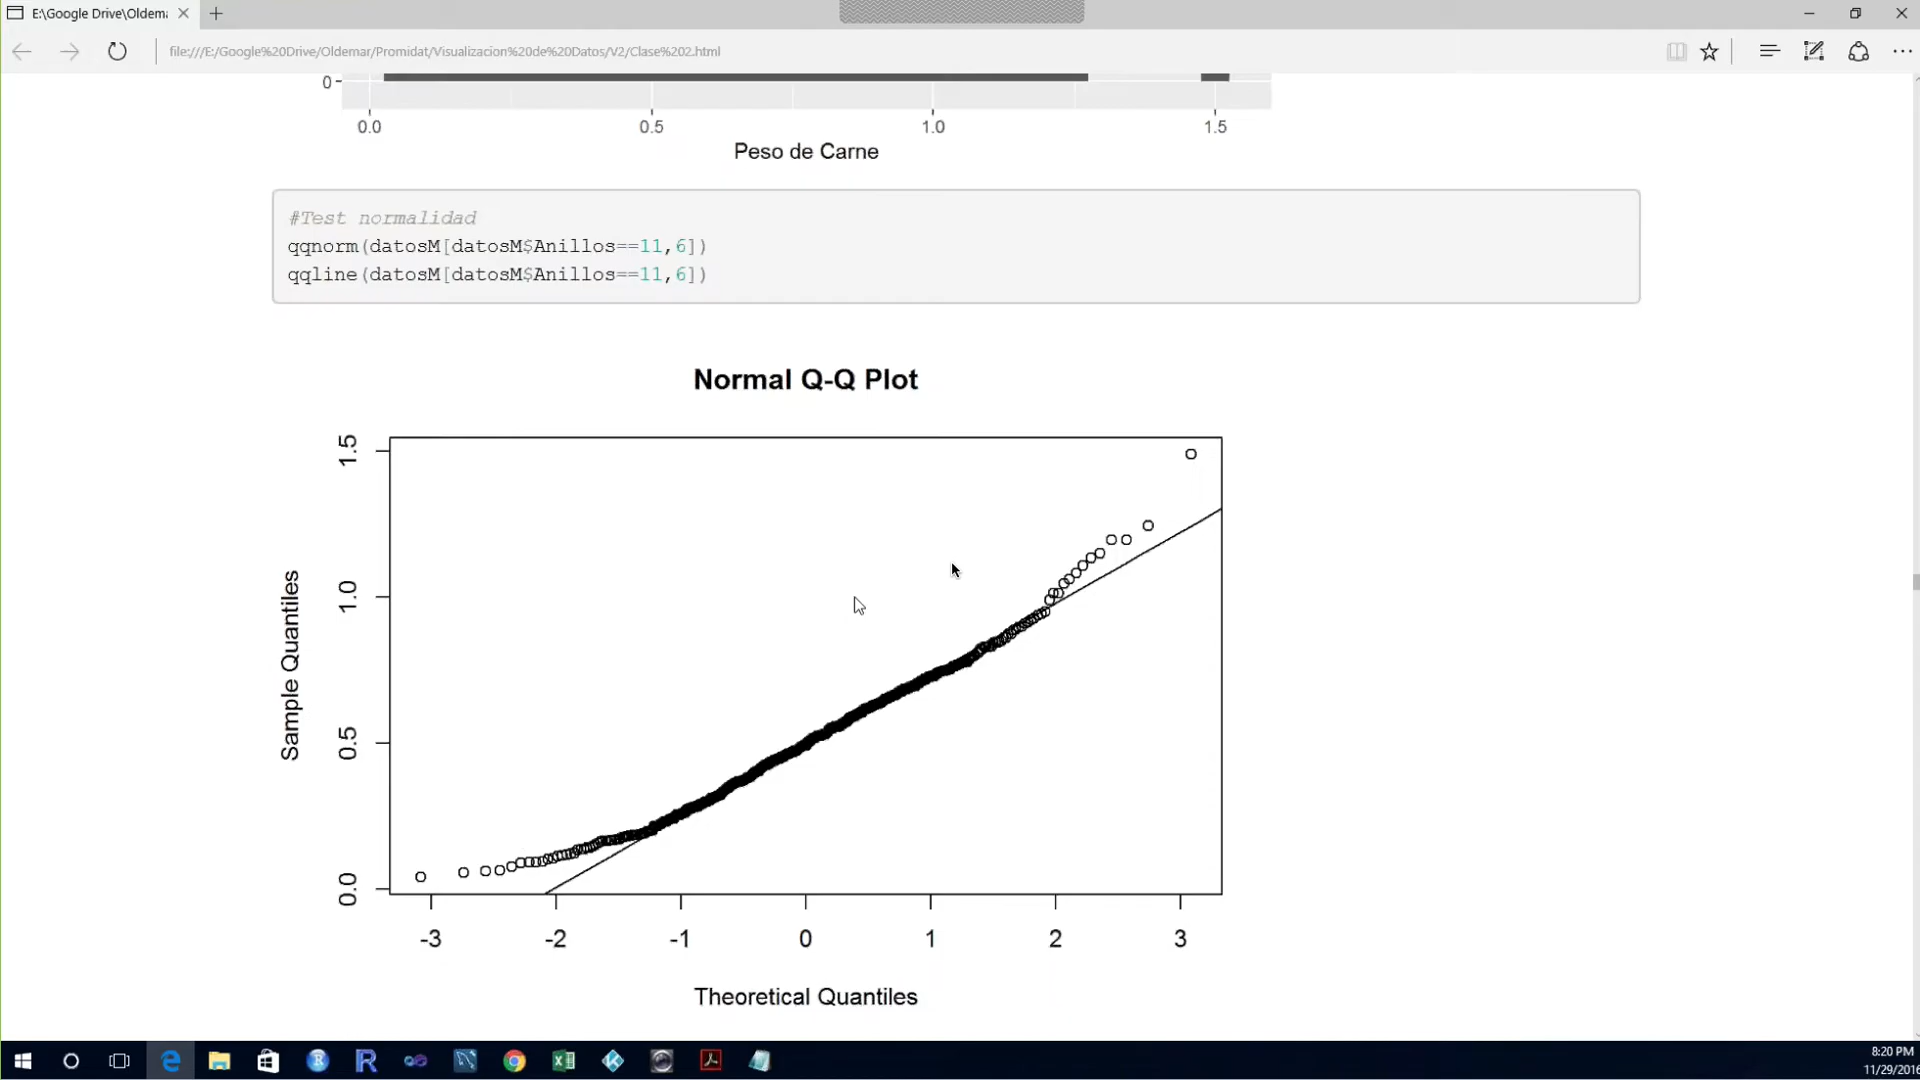 E:\Google Drive\Oldema
file:///E:/Google%20Drive/Oldemar/Promidat/Visualizacion%20de%20Datos/V2/Clase%202.html
0
0.0 0.5 1.0 1.5
Peso de Carne
#Test normalidad
qqnorm(datosM[datosM$Anillos==11,6])
qqline(datosM[datosM$Anillos==11,6])
Normal Q-Q Plot
1.5
1.0
0.5
0.0
Sample Quantiles
-3 -2 -1 0 1 2 3
Theoretical Quantiles
8:20 PM
11/29/2016